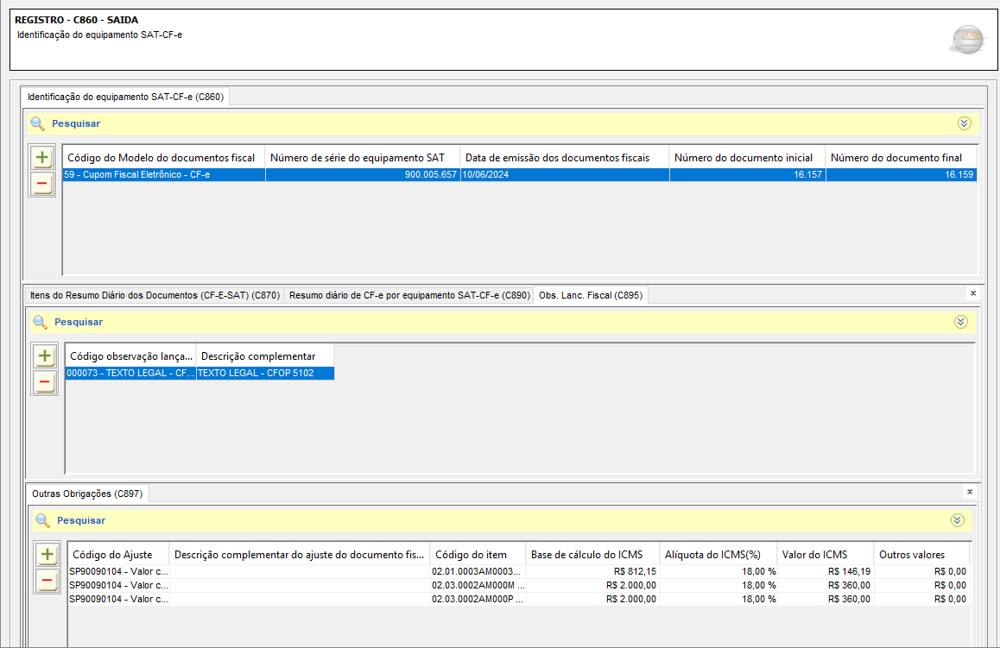 REGISTRO - C860 - SAIDA
Identificação do equipamento SAT-CF-e
Identificação do equipamento SAT-CF-e (C860)
Pesquisar
Código do Modelo do documentos fiscal Número de série do equipamento SAT Data de emissão dos documentos fiscais Número do documento inicial Número do documento final
59 - Cupom Fiscal Eletrônico - CF-e 900.005.657 10/06/2024 16.157 16.159
Itens do Resumo Diário dos Documentos (CF-E-SAT) (C870) Resumo diário de CF-e por equipamento SAT-CF-e (C890) Obs. Lanc. Fiscal (C895)
Pesquisar
Código observação lança... Descrição complementar
000073 - TEXTO LEGAL - CF... TEXTO LEGAL - CFOP 5102
Outras Obrigações (C897)
Pesquisar
Código do Ajuste Descrição complementar do ajuste do documento fis... Código do item Base de cálculo do ICMS Alíquota do ICMS(%) Valor do ICMS Outros valores
SP90090104 - Valor c... 02.01.0003AM0003... R$ 812,15 18,00 % R$ 146,19 R$ 0,00
SP90090104 - Valor c... 02.03.0002AM000M ... R$ 2.000,00 18,00 % R$ 360,00 R$ 0,00
SP90090104 - Valor c... 02.03.0002AM000P ... R$ 2.000,00 18,00 % R$ 360,00 R$ 0,00